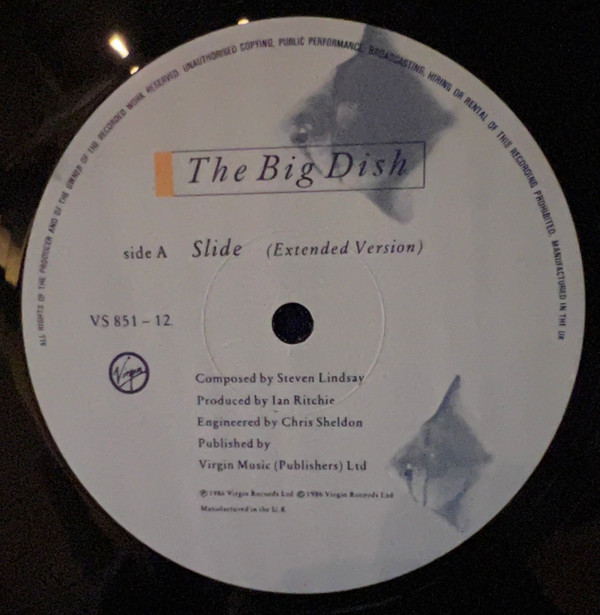 ALL RIGHTS OF THE PRODUCER AND OF THE OWNER OF THE RECORDED WORK RESERVED. UNAUTHORISED COPYING, PUBLIC PERFORMANCE, BROADCASTING, HIRING OR RENTAL OF THIS RECORDING PROHIBITED. MANUFACTURED IN THE UK
The Big Dish
side A Slide (Extended Version)
VS 851 – 12
Virgin
Composed by Steven Lindsay
Produced by Ian Ritchie
Engineered by Chris Sheldon
Published by
Virgin Music (Publishers) Ltd
℗ 1986 Virgin Records Ltd © 1986 Virgin Records Ltd
Manufactured in the U.K